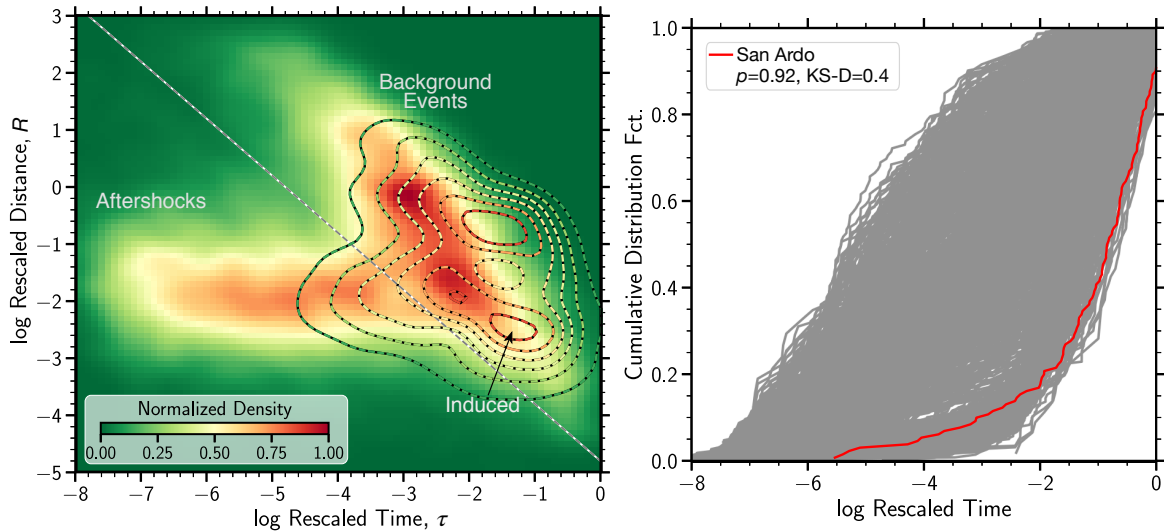 3
2
1
0
−1
−2
−3
−4
−5
log Rescaled Distance, R
Background
Events
Aftershocks
Induced
Normalized Density
0.00 0.25 0.50 0.75 1.00
−8 −7 −6 −5 −4 −3 −2 −1 0
log Rescaled Time, τ
1.0
0.8
0.6
0.4
0.2
0.0
Cumulative Distribution Fct.
San Ardo
p=0.92, KS-D=0.4
−8 −6 −4 −2 0
log Rescaled Time